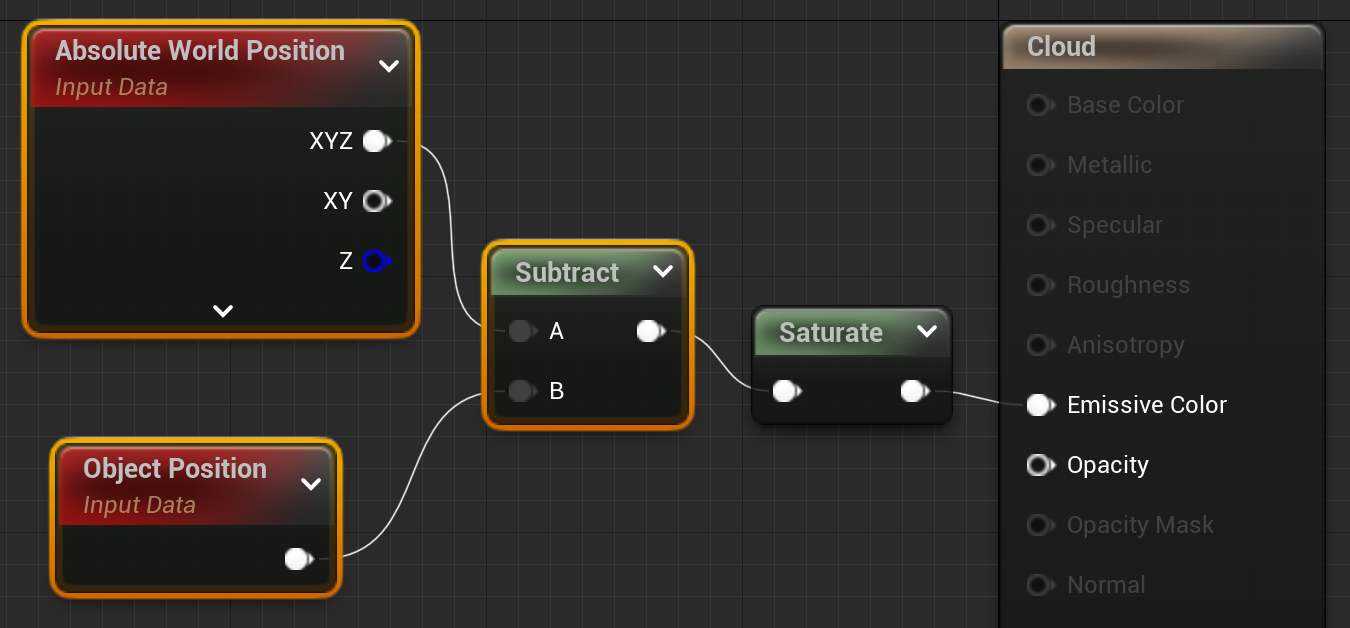 Absolute World Position
Input Data
XYZ
XY
Z
Object Position
Input Data
Subtract
A
B
Saturate
Cloud
Base Color
Metallic
Specular
Roughness
Anisotropy
Emissive Color
Opacity
Opacity Mask
Normal